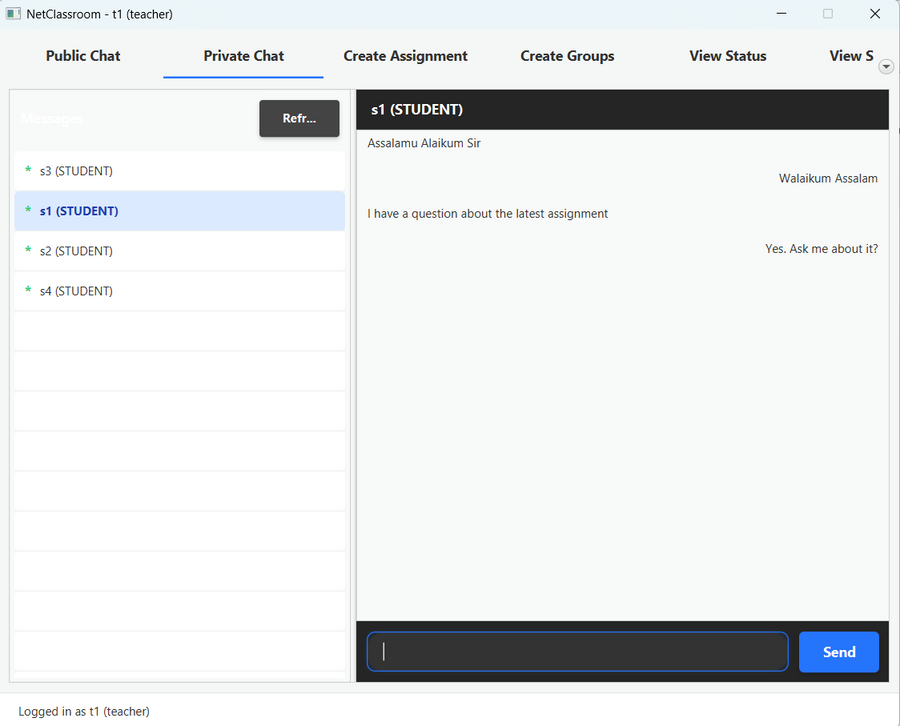 NetClassroom - t1 (teacher)
Public Chat
Private Chat
Create Assignment
Create Groups
View Status
View S
Messages
Refr...
* s3 (STUDENT)
* s1 (STUDENT)
* s2 (STUDENT)
* s4 (STUDENT)
s1 (STUDENT)
Assalamu Alaikum Sir
Walaikum Assalam
I have a question about the latest assignment
Yes. Ask me about it?
Send
Logged in as t1 (teacher)